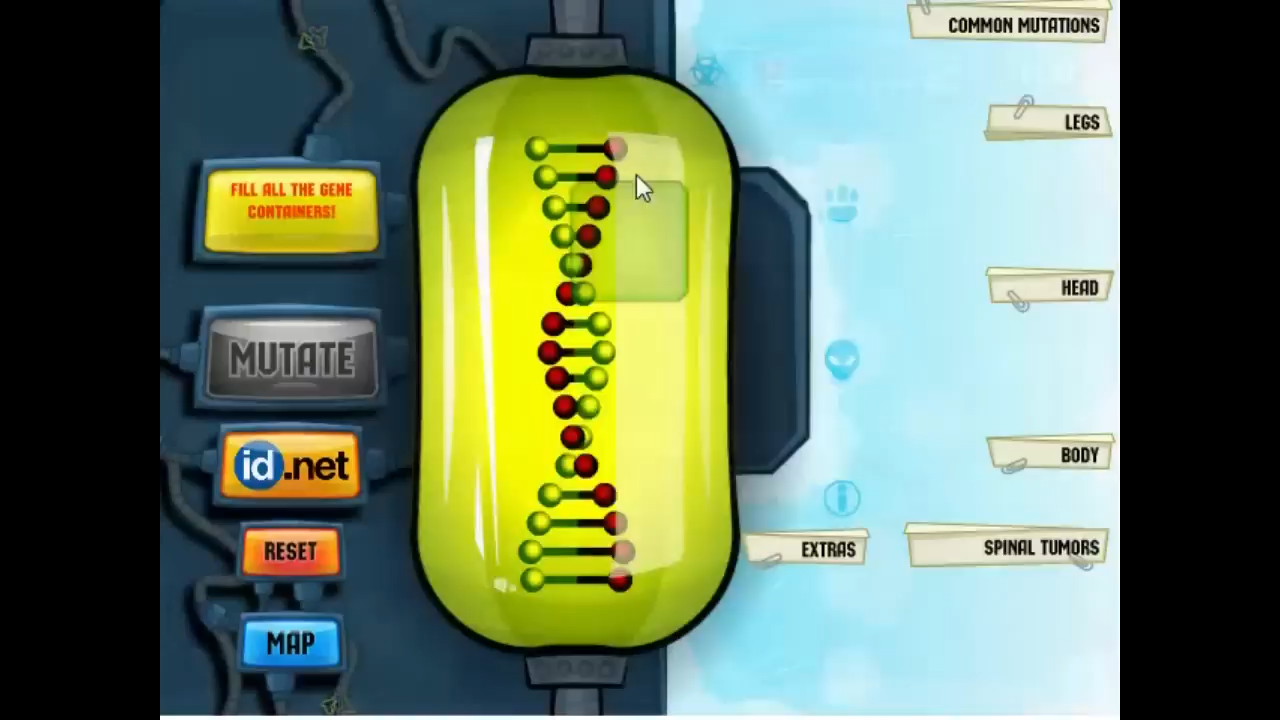 COMMON MUTATIONS
LEGS
FILL ALL THE GENE
CONTAINERS!
HEAD
MUTATE
id.net
BODY
RESET
EXTRAS
SPINAL TUMORS
MAP